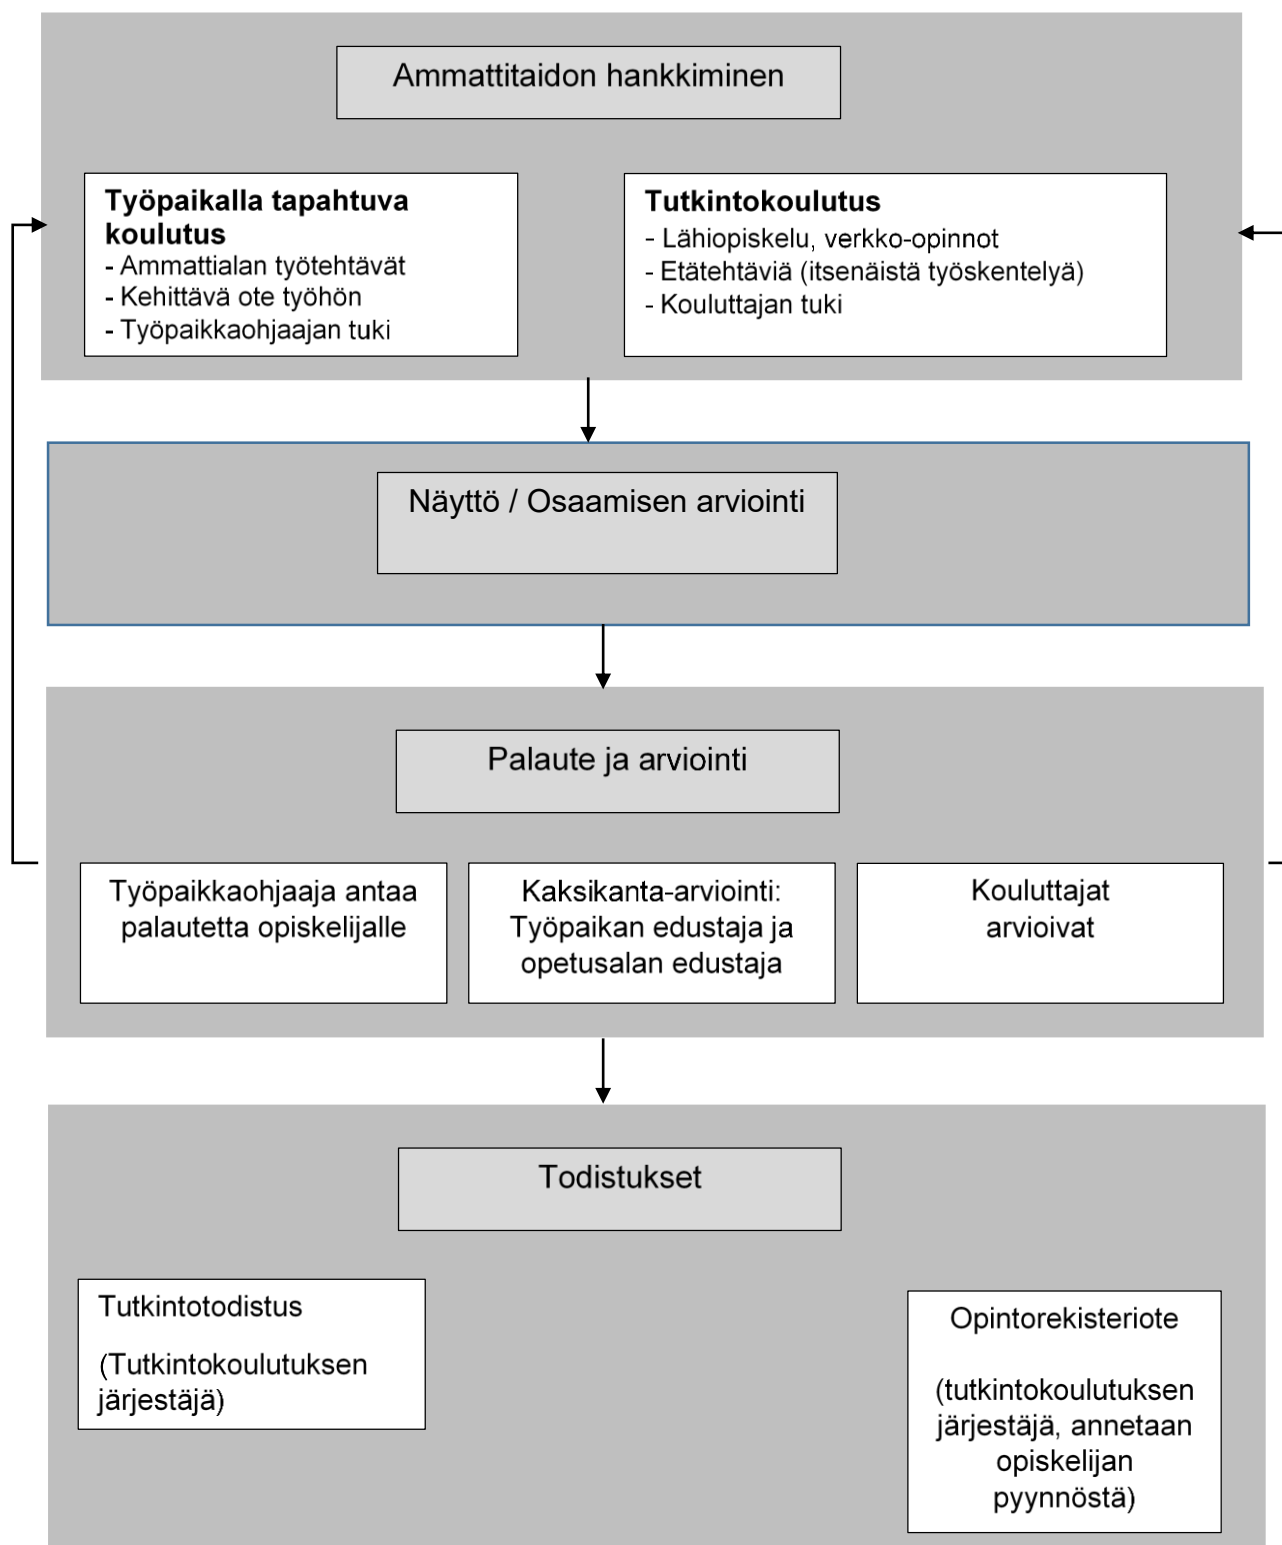 Ammattitaidon hankkiminen
Työpaikalla tapahtuva
koulutus
- Ammattialan työtehtävät
- Kehittävä ote työhön
- Työpaikkaohjaajan tuki
Tutkintokoulutus
- Lähiopiskelu, verkko-opinnot
- Etätehtäviä (itsenäistä työskentelyä)
- Kouluttajan tuki
Näyttö / Osaamisen arviointi
Palaute ja arviointi
Työpaikkaohjaaja antaa
palautetta opiskelijalle
Kaksikanta-arviointi:
Työpaikan edustaja ja
opetusalan edustaja
Kouluttajat
arvioivat
Todistukset
Tutkintotodistus
(Tutkintokoulutuksen
järjestäjä)
Opintorekisteriote
(tutkintokoulutuksen
järjestäjä, annetaan
opiskelijan
pyynnöstä)